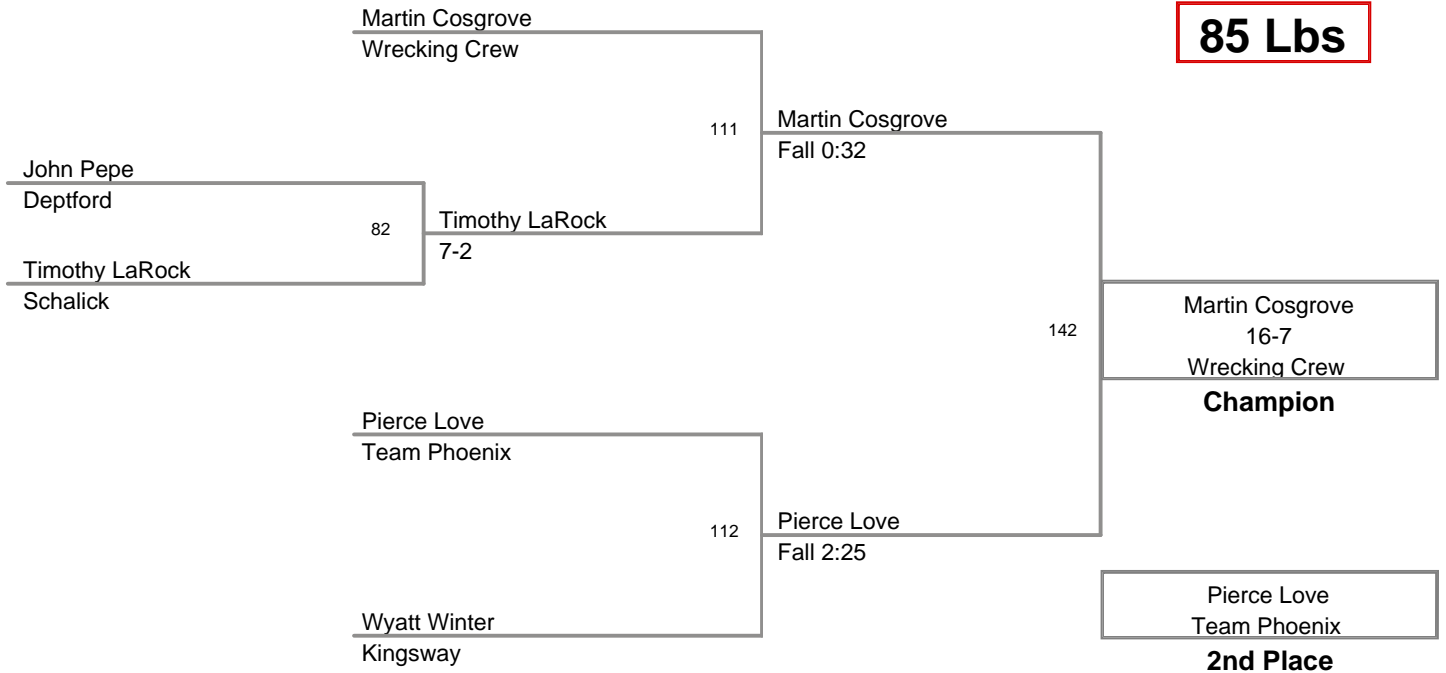 85 Lbs
Martin Cosgrove
Wrecking Crew
111
Martin Cosgrove
Fall 0:32
John Pepe
Deptford
82
Timothy LaRock
7-2
Timothy LaRock
Schalick
142
Martin Cosgrove
16-7
Wrecking Crew
Champion
Pierce Love
Team Phoenix
112
Pierce Love
Fall 2:25
Wyatt Winter
Kingsway
Pierce Love
Team Phoenix
2nd Place